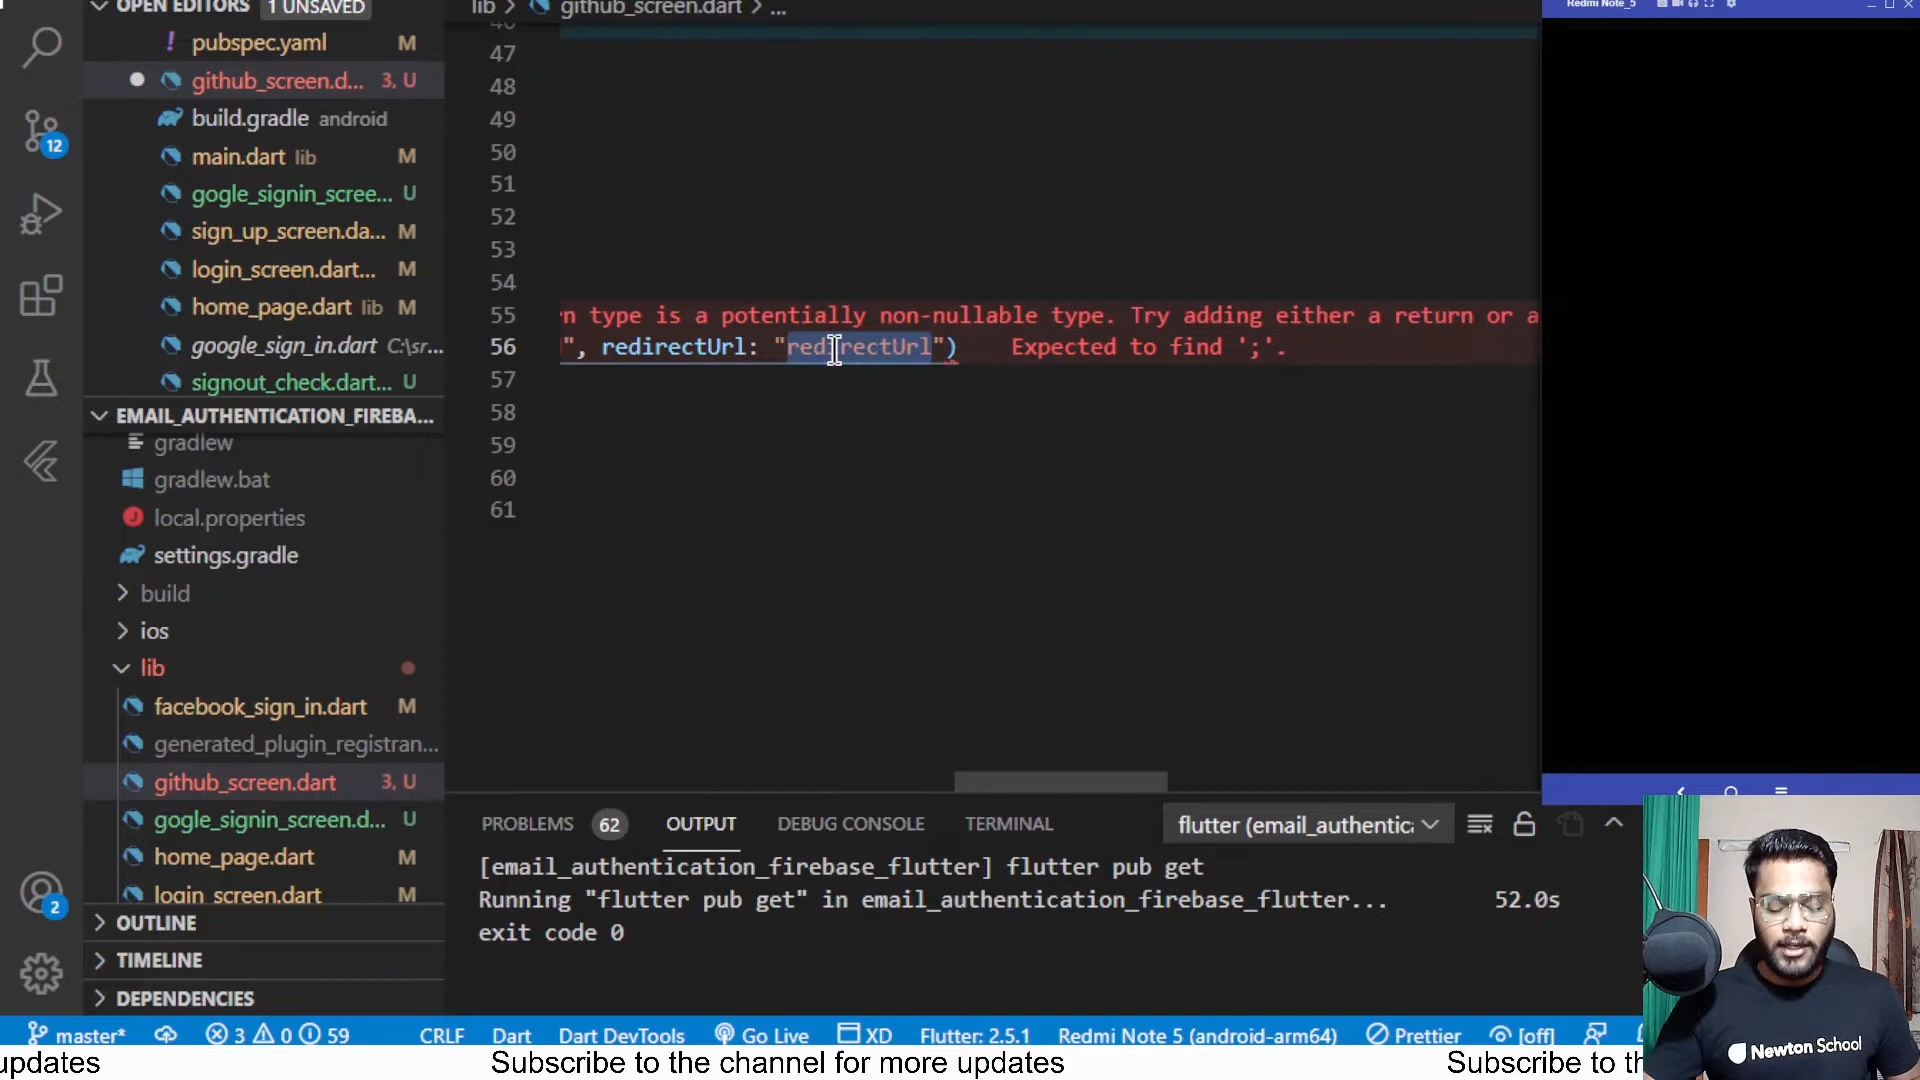 OPEN EDITORS 1 UNSAVED
! pubspec.yaml M
github_screen.d... 3, U
build.gradle android
main.dart lib M
gogle_signin_scree... U
sign_up_screen.da... M
login_screen.dart... M
home_page.dart lib M
google_sign_in.dart C:\sr...
signout_check.dart... U
EMAIL_AUTHENTICATION_FIREBA...
gradlew
gradlew.bat
local.properties
settings.gradle
build
ios
lib
facebook_sign_in.dart M
generated_plugin_registran...
github_screen.dart 3, U
gogle_signin_screen.d... U
home_page.dart M
login_screen.dart M
OUTLINE
TIMELINE
DEPENDENCIES
12
2
lib > github_screen.dart > ...
47
48
49
50
51
52
53
54
55 rn type is a potentially non-nullable type. Try adding either a return or a
56 ", redirectUrl: "redirectUrl") Expected to find ';'.
57
58
59
60
61
PROBLEMS 62 OUTPUT DEBUG CONSOLE TERMINAL flutter (email_authentic
[email_authentication_firebase_flutter] flutter pub get
Running "flutter pub get" in email_authentication_firebase_flutter... 52.0s
exit code 0
Redmi Note_5
Newton School
master* 3 0 59 CRLF Dart Dart DevTools Go Live XD Flutter: 2.5.1 Redmi Note 5 (android-arm64) Prettier [off]
updates Subscribe to the channel for more updates Subscribe to th